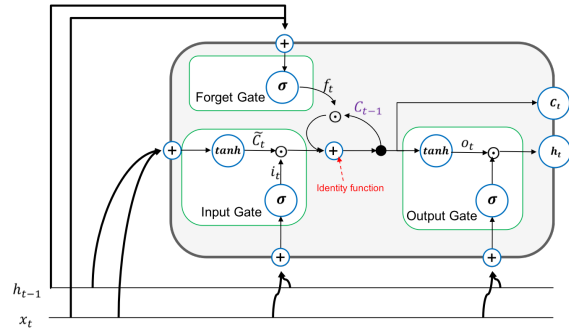 +
σ
f_t
Forget Gate
C_{t-1}
⊙
C_t
+
tanh
C̃_t
⊙
+
tanh
o_t
⊙
h_t
i_t
Identity function
σ
σ
Input Gate
Output Gate
+
+
h_{t-1}
x_t